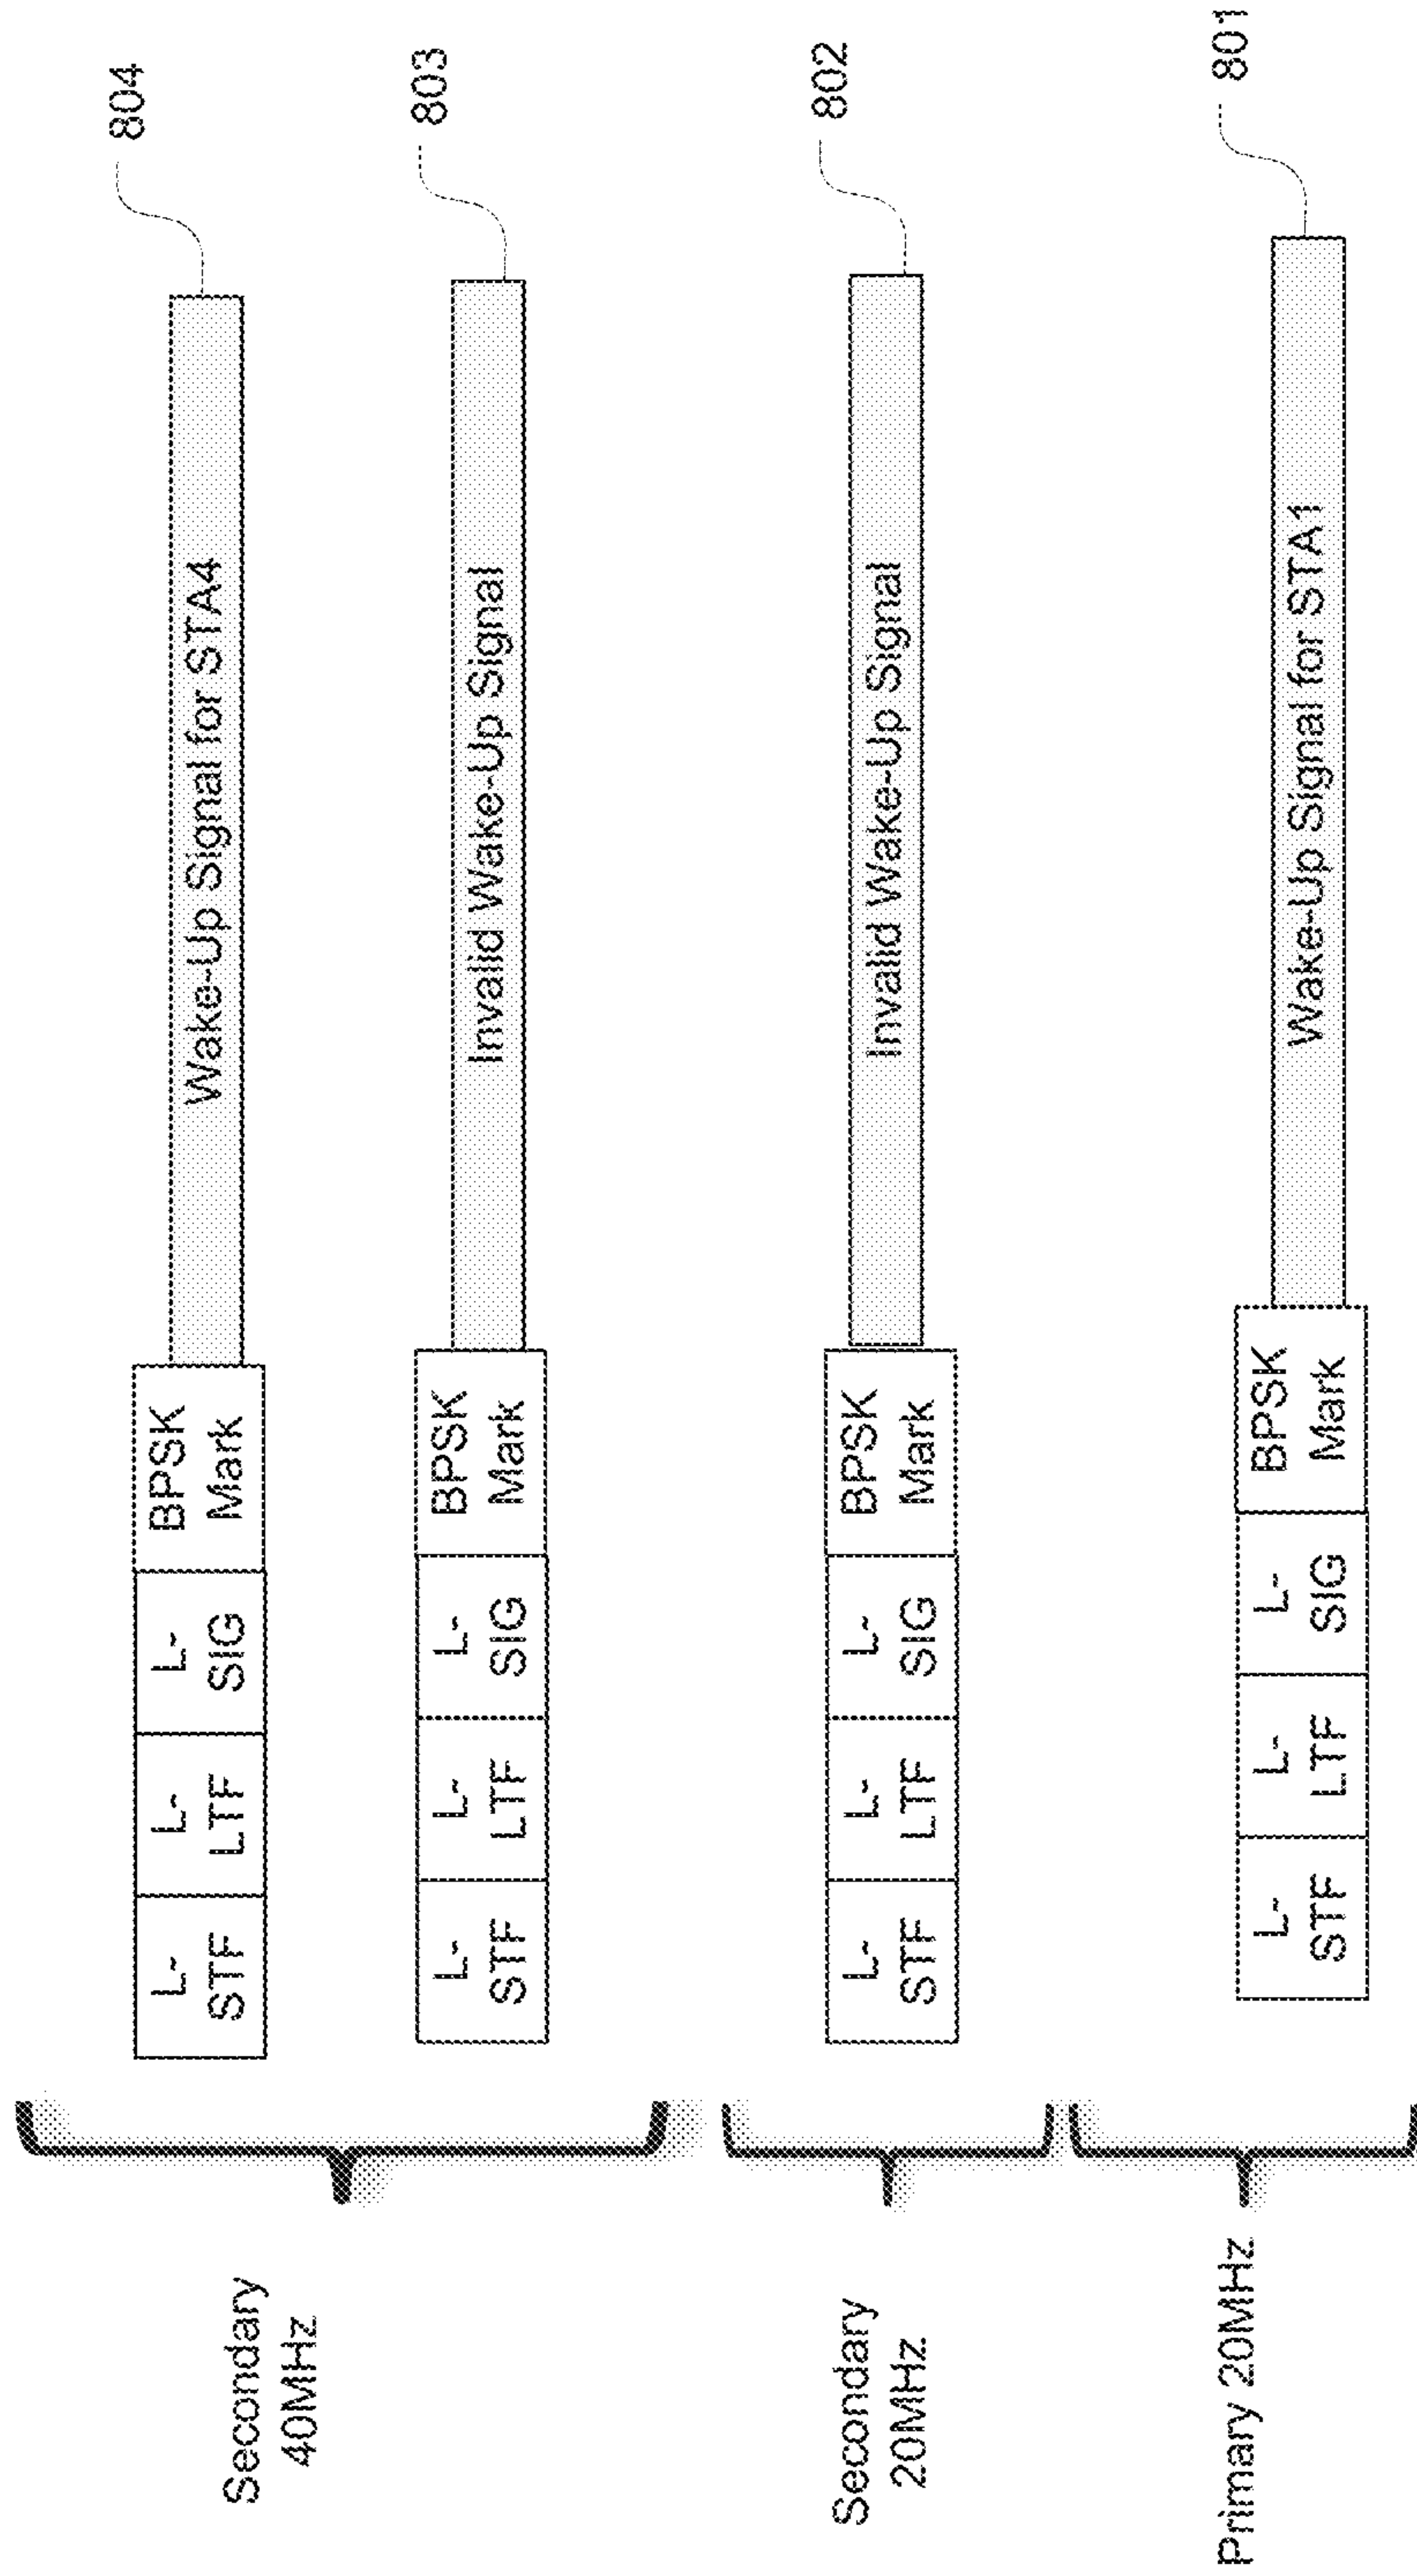 Secondary
40MHz
L-
STF
L-
LTF
L-
SIG
BPSK
Mark
Wake-Up Signal for STA4
804
L-
STF
L-
LTF
L-
SIG
BPSK
Mark
Invalid Wake-Up Signal
803
Secondary
20MHz
L-
STF
L-
LTF
L-
SIG
BPSK
Mark
Invalid Wake-Up Signal
802
Primary 20MHz
L-
STF
L-
LTF
L-
SIG
BPSK
Mark
Wake-Up Signal for STA1
801